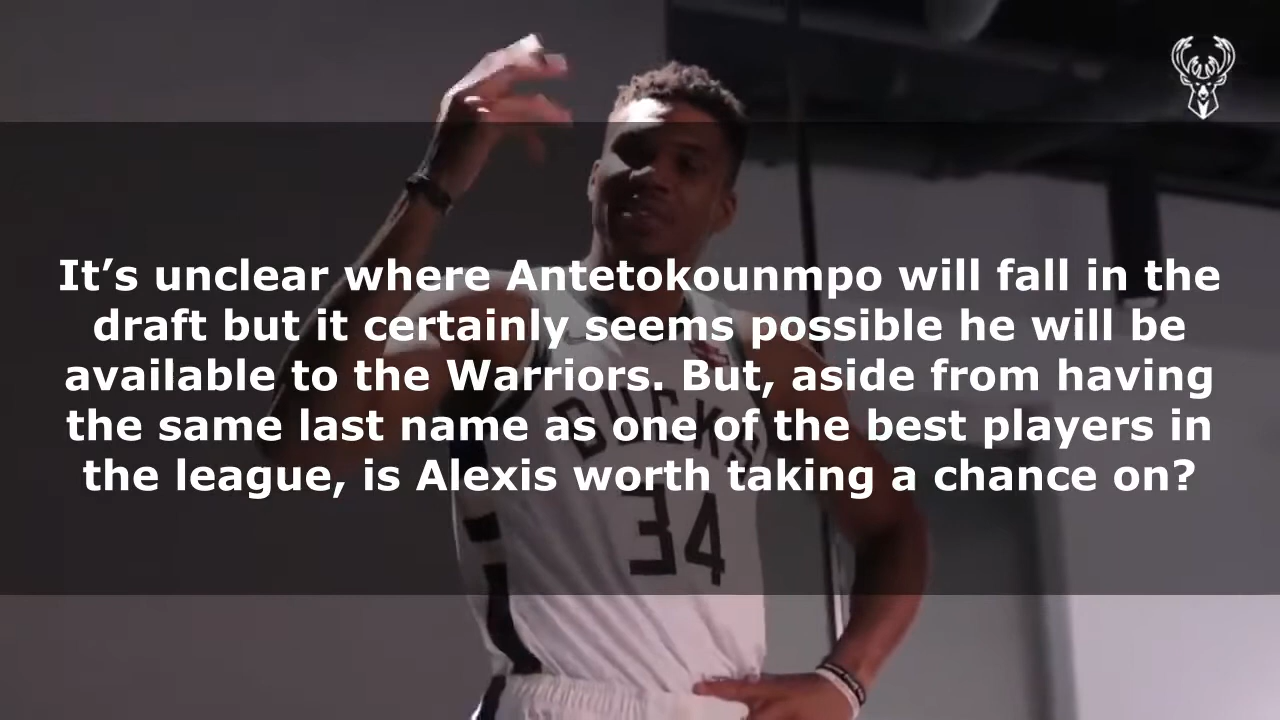 It’s unclear where Antetokounmpo will fall in the
draft but it certainly seems possible he will be
available to the Warriors. But, aside from having
the same last name as one of the best players in
the league, is Alexis worth taking a chance on?
BUCKS
34